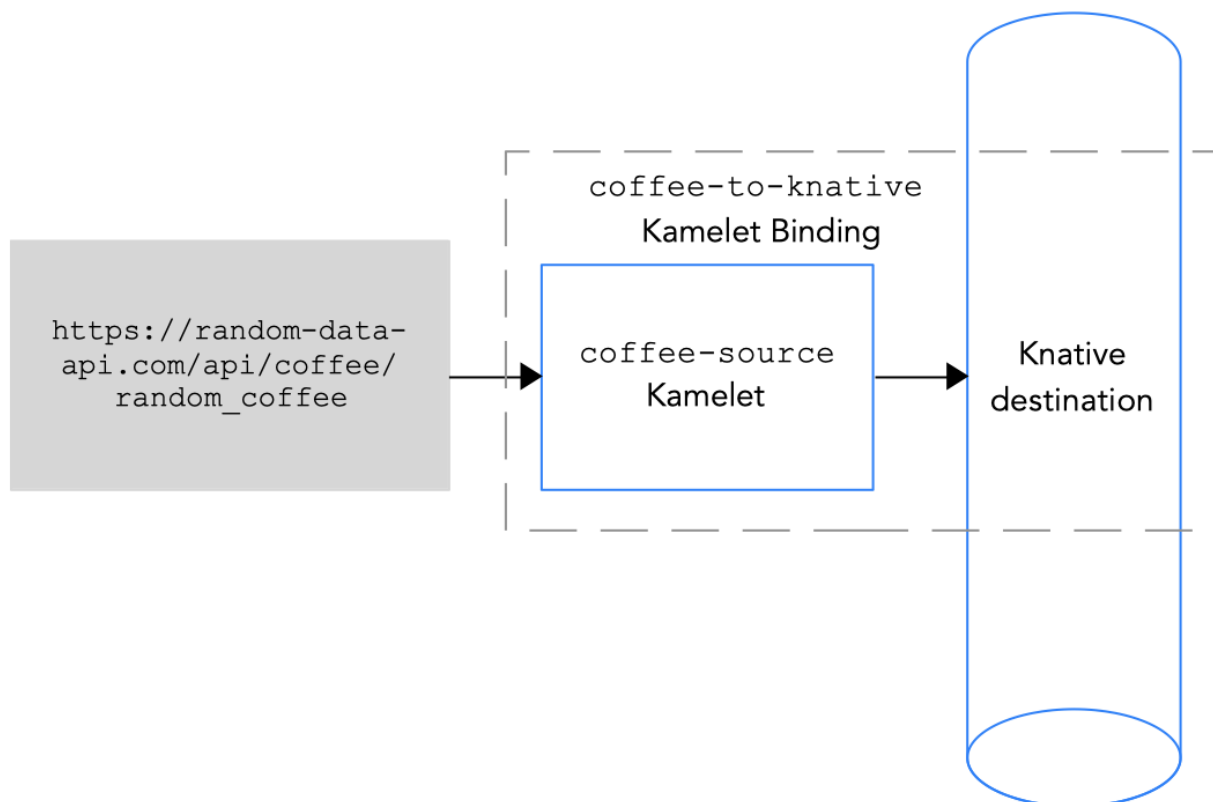 coffee-to-knative
Kamelet Binding
https://random-data-
api.com/api/coffee/
random_coffee
coffee-source
Kamelet
Knative
destination